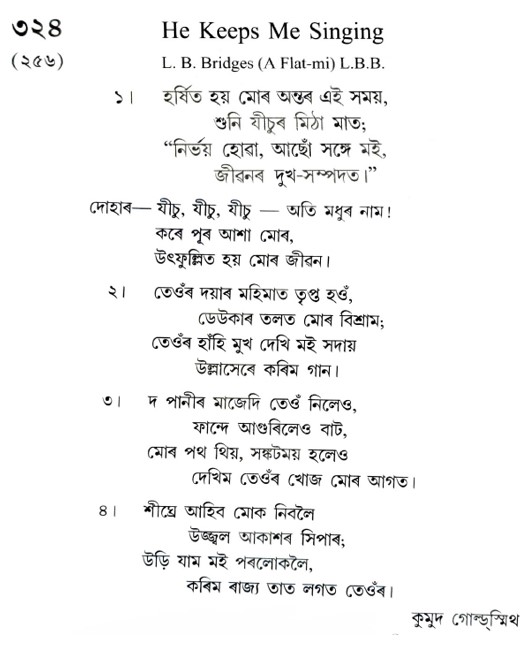 ৩২৪ He Keeps Me Singing
(২৫৬) L. B. Bridges (A Flat-mi) L.B.B.
১। হৰ্ষিত হয় মোৰ অন্তৰ এই সময়,
শুনি যীচুৰ মিঠা মাত;
“নিৰ্ভয় হোৱা, আছোঁ সঙ্গে মই,
জীৱনৰ দুখ-সম্পদত।”
দোহাৰ— যীচু, যীচু, যীচু — অতি মধুৰ নাম!
কৰে পূৰ আশা মোৰ,
উৎফুল্লিত হয় মোৰ জীৱন।
২। তেওঁৰ দয়াৰ মহিমাত তৃপ্ত হওঁ,
ডেউকাৰ তলত মোৰ বিশ্ৰাম;
তেওঁৰ হাঁহি মুখ দেখি মই সদায়
উল্লাসেৰে কৰিম গান।
৩। দ পানীৰ মাজেদি তেওঁ নিলেও,
ফান্দে আগুৰিলেও বাট,
মোৰ পথ থিয়, সঙ্কটময় হলেও
দেখিম তেওঁৰ খোজ মোৰ আগত।
৪। শীঘ্ৰে আহিব মোক নিবলৈ
উজ্জ্বল আকাশৰ সিপাৰ;
উড়ি যাম মই পৰলোকলৈ,
কৰিম ৰাজ্য তাত লগত তেওঁৰ।
কুমুদ গোল্ড্‌স্মিথ